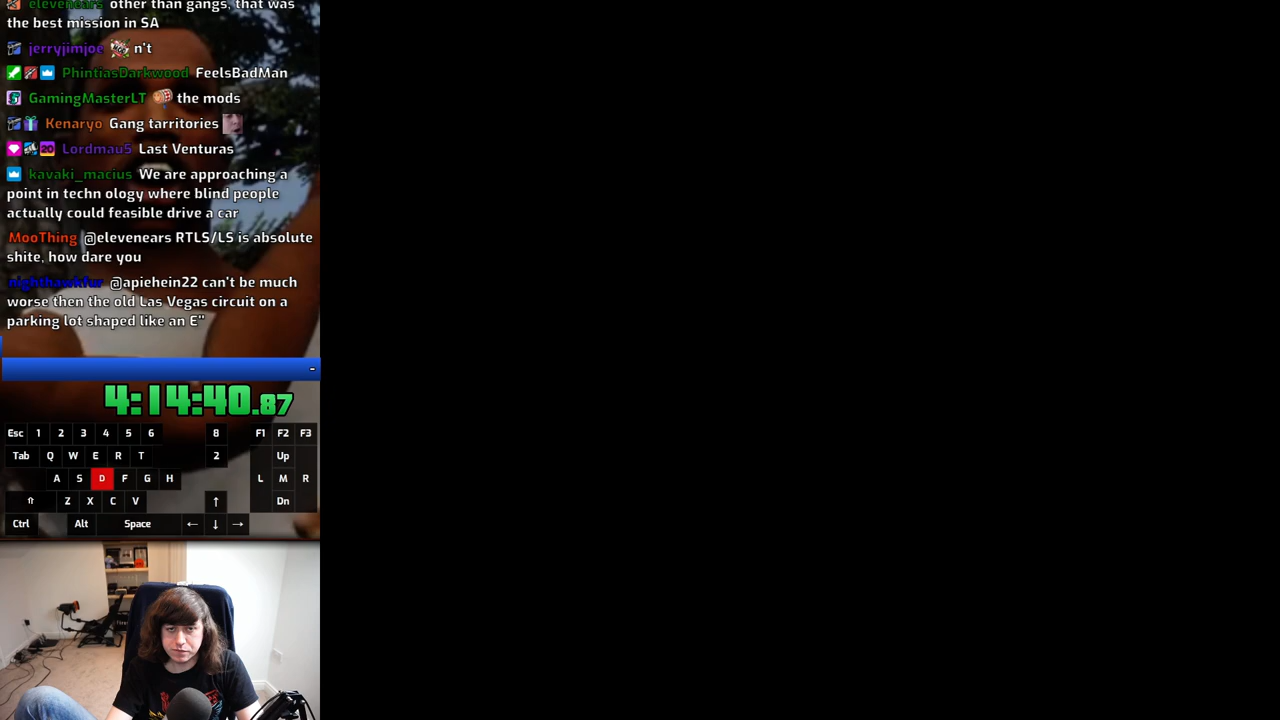 elevenears other than gangs, that was
the best mission in SA
jerryjimjoe n't
PhintiasDarkwood FeelsBadMan
GamingMasterLT the mods
Kenaryo Gang tarritories
20 Lordmau5 Last Venturas
kavaki_macius We are approaching a
point in techn ology where blind people
actually could feasible drive a car
MooThing @elevenears RTLS/LS is absolute
shite, how dare you
nighthawkfur @apiehein22 can't be much
worse then the old Las Vegas circuit on a
parking lot shaped like an E"
-
4:14:40.87
Esc 1 2 3 4 5 6 8 F1 F2 F3
Tab Q W E R T 2 Up
A S D F G H L M R
⇧ Z X C V ↑ Dn
Ctrl Alt Space ← ↓ →